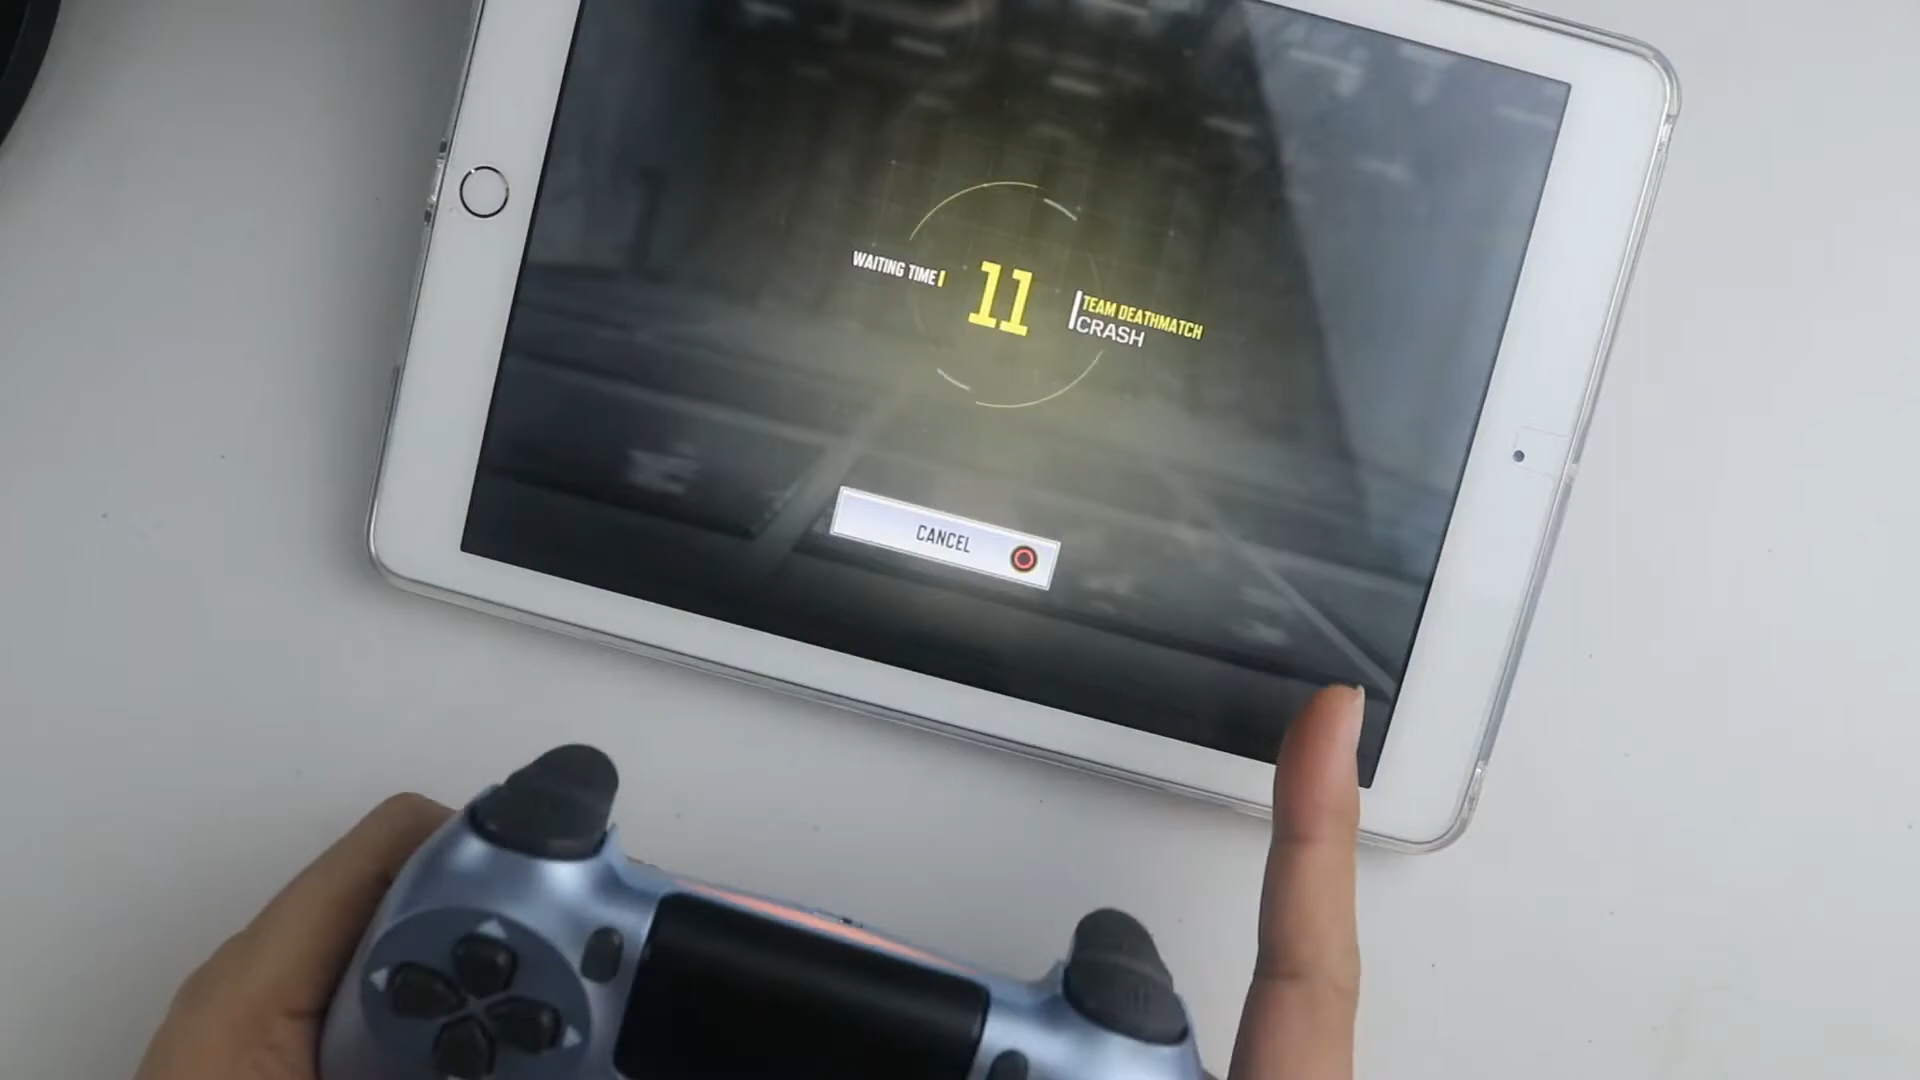 WAITING TIME
11
TEAM DEATHMATCH
CRASH
CANCEL